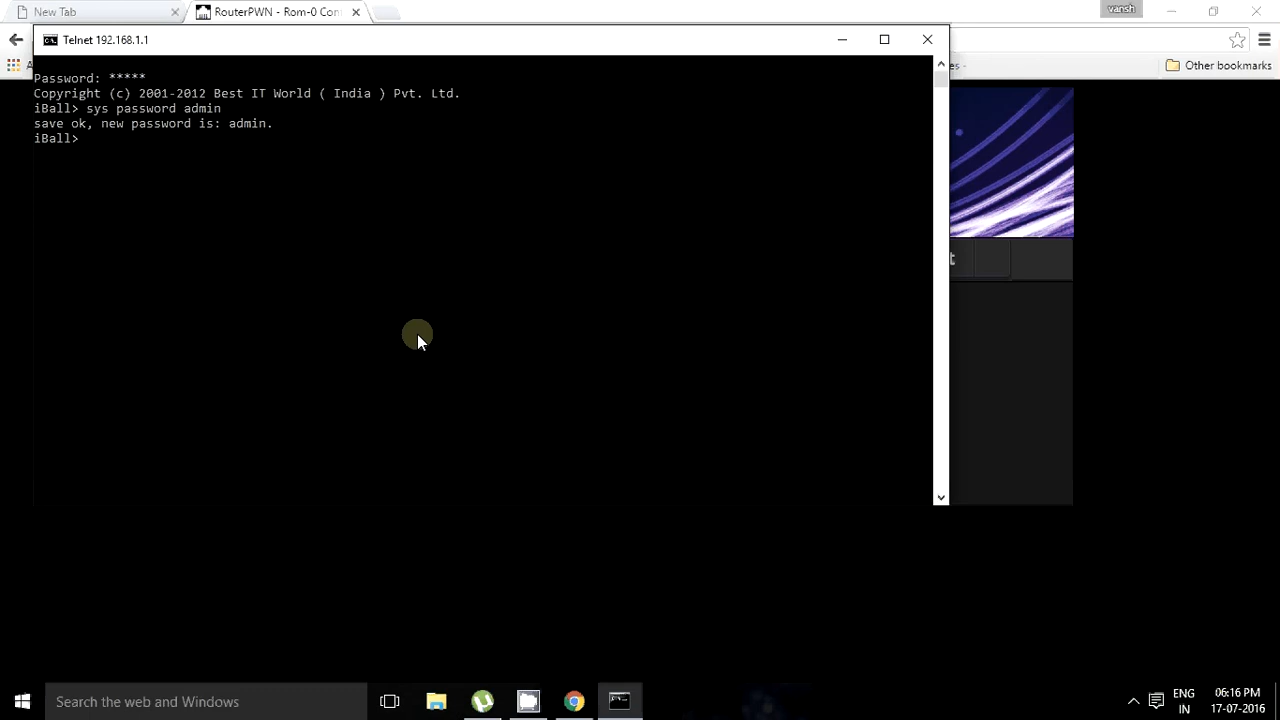 New Tab
RouterPWN - Rom-0 Con
vansh
Telnet 192.168.1.1
Other bookmarks
Password: *****
Copyright (c) 2001-2012 Best IT World ( India ) Pvt. Ltd.
iBall> sys password admin
save ok, new password is: admin.
iBall>
Search the web and Windows
ENG
IN
06:16 PM
17-07-2016